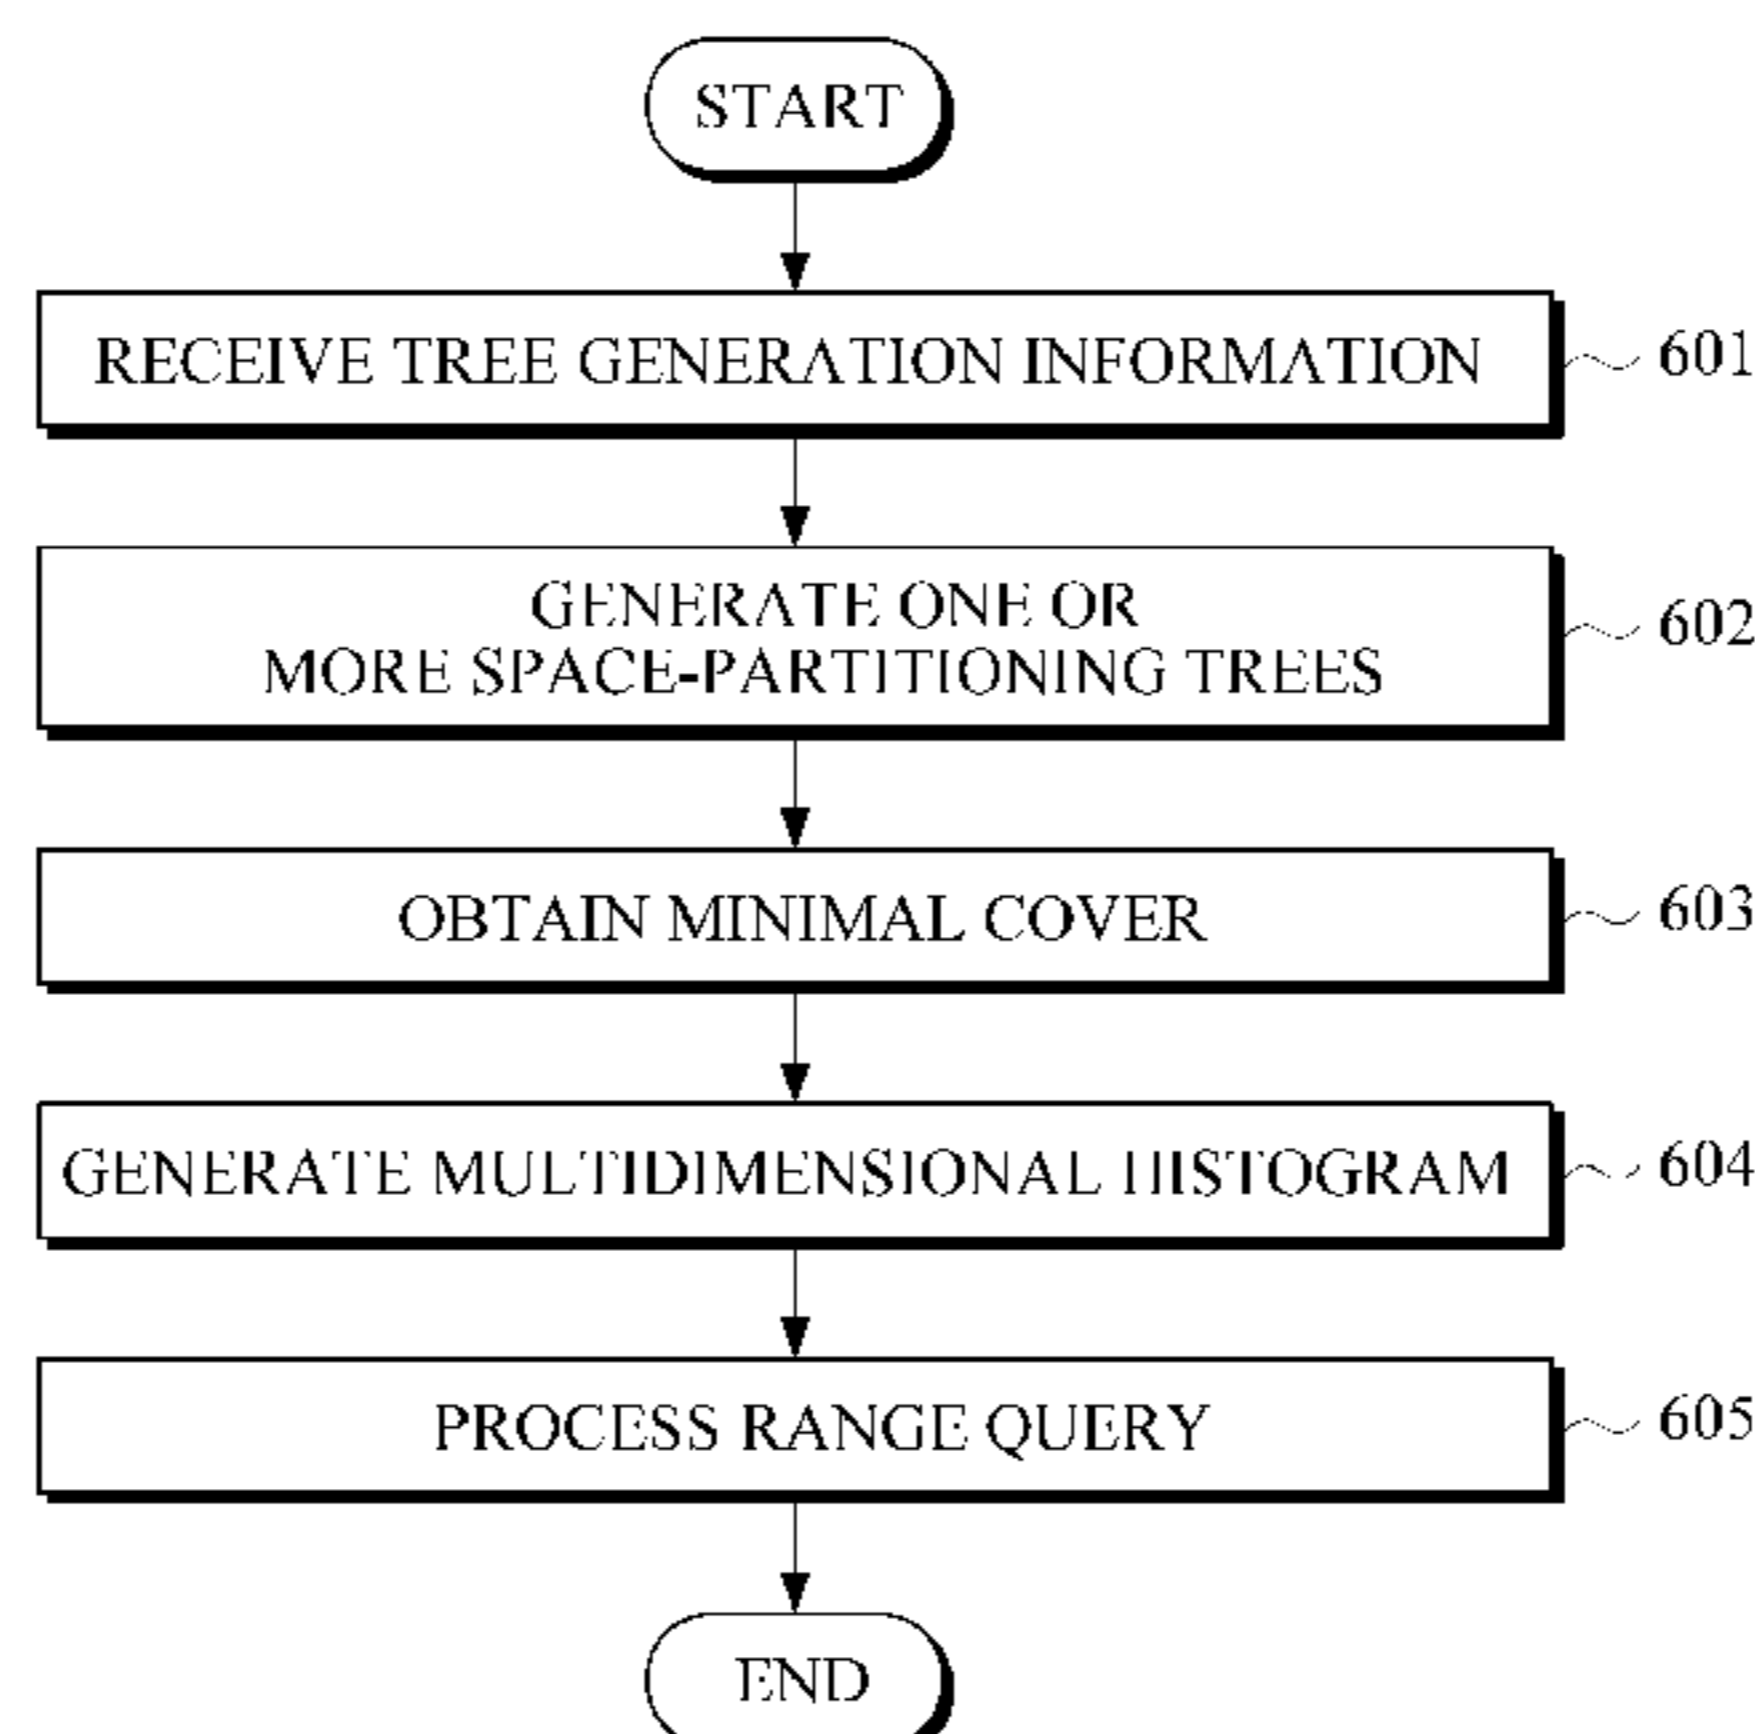 START
RECEIVE TREE GENERATION INFORMATION
601
GENERATE ONE OR
MORE SPACE-PARTITIONING TREES
602
OBTAIN MINIMAL COVER
603
GENERATE MULTIDIMENSIONAL HISTOGRAM
604
PROCESS RANGE QUERY
605
END